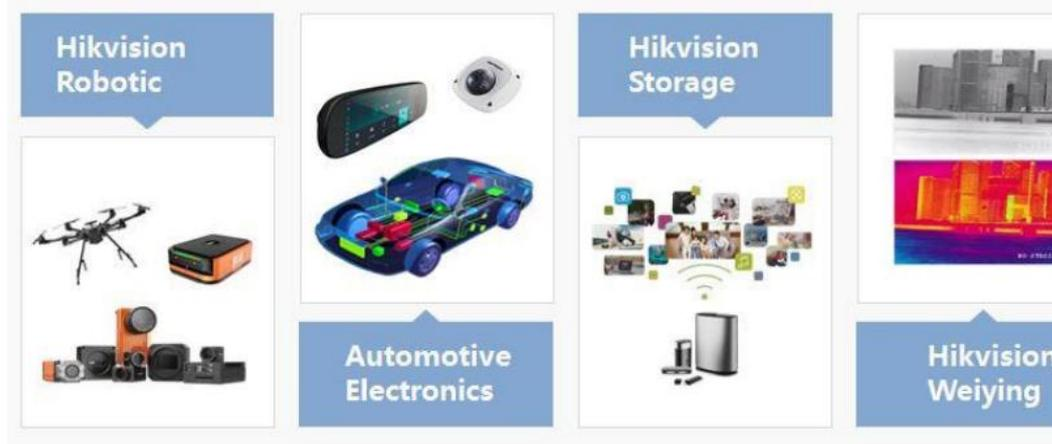 Hikvision
Robotic
Automotive
Electronics
Hikvision
Storage
Hikvision
Weiying